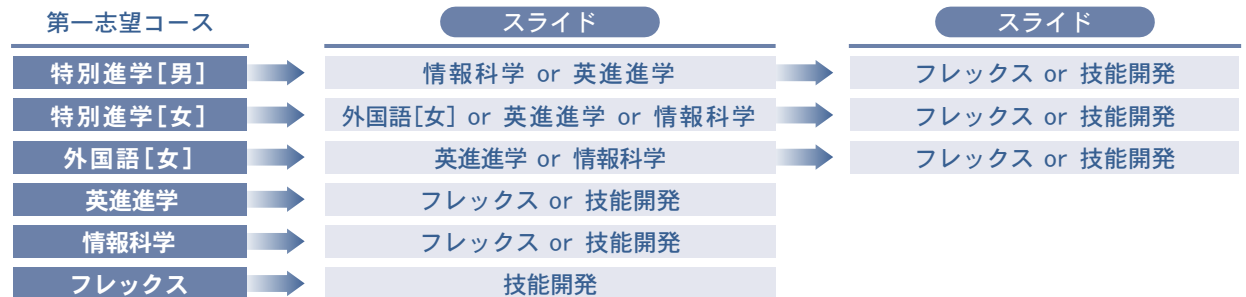 第一志望コース スライド スライド
特別進学[男] 情報科学 or 英進進学 フレックス or 技能開発
特別進学[女] 外国語[女] or 英進進学 or 情報科学 フレックス or 技能開発
外国語[女] 英進進学 or 情報科学 フレックス or 技能開発
英進進学 フレックス or 技能開発
情報科学 フレックス or 技能開発
フレックス 技能開発